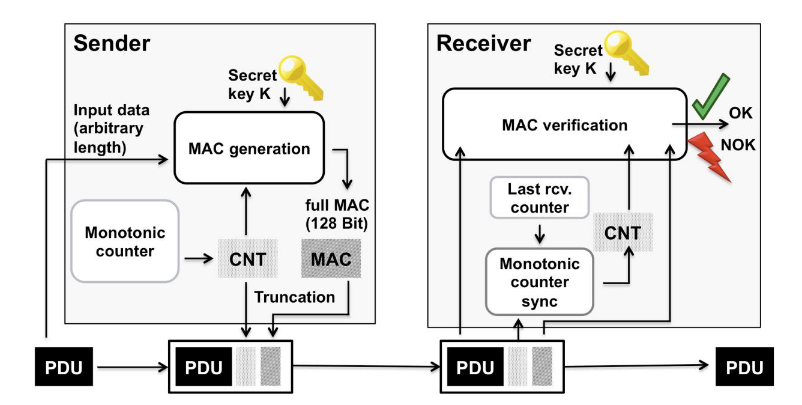 Sender
Secret
key K
Input data
(arbitrary
length)
MAC generation
full MAC
(128 Bit)
Monotonic
counter
CNT
MAC
Truncation
PDU
PDU
Receiver
Secret
key K
MAC verification
OK
NOK
Last rcv.
counter
CNT
Monotonic
counter
sync
PDU
PDU